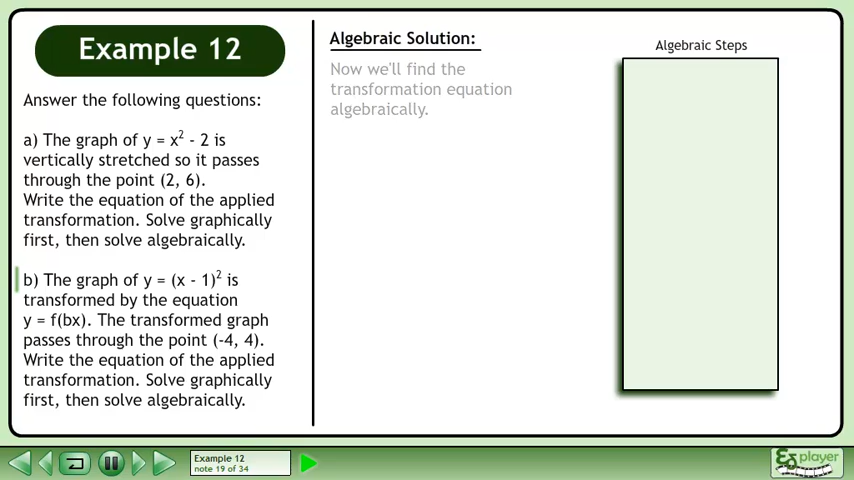 Example 12
Answer the following questions:
a) The graph of y = x² - 2 is
vertically stretched so it passes
through the point (2, 6).
Write the equation of the applied
transformation. Solve graphically
first, then solve algebraically.
b) The graph of y = (x - 1)² is
transformed by the equation
y = f(bx). The transformed graph
passes through the point (-4, 4).
Write the equation of the applied
transformation. Solve graphically
first, then solve algebraically.
Algebraic Solution:
Now we'll find the
transformation equation
algebraically.
Algebraic Steps
Example 12
note 19 of 34
player